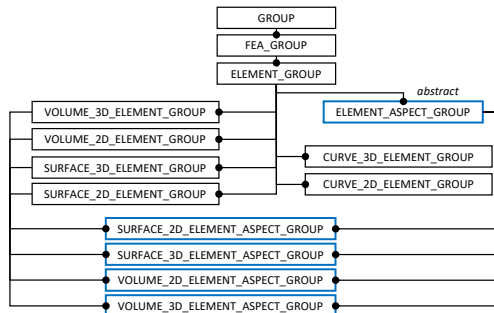 GROUP
FEA_GROUP
ELEMENT_GROUP
abstract
VOLUME_3D_ELEMENT_GROUP
ELEMENT_ASPECT_GROUP
VOLUME_2D_ELEMENT_GROUP
SURFACE_3D_ELEMENT_GROUP
CURVE_3D_ELEMENT_GROUP
SURFACE_2D_ELEMENT_GROUP
CURVE_2D_ELEMENT_GROUP
SURFACE_2D_ELEMENT_ASPECT_GROUP
SURFACE_3D_ELEMENT_ASPECT_GROUP
VOLUME_2D_ELEMENT_ASPECT_GROUP
VOLUME_3D_ELEMENT_ASPECT_GROUP